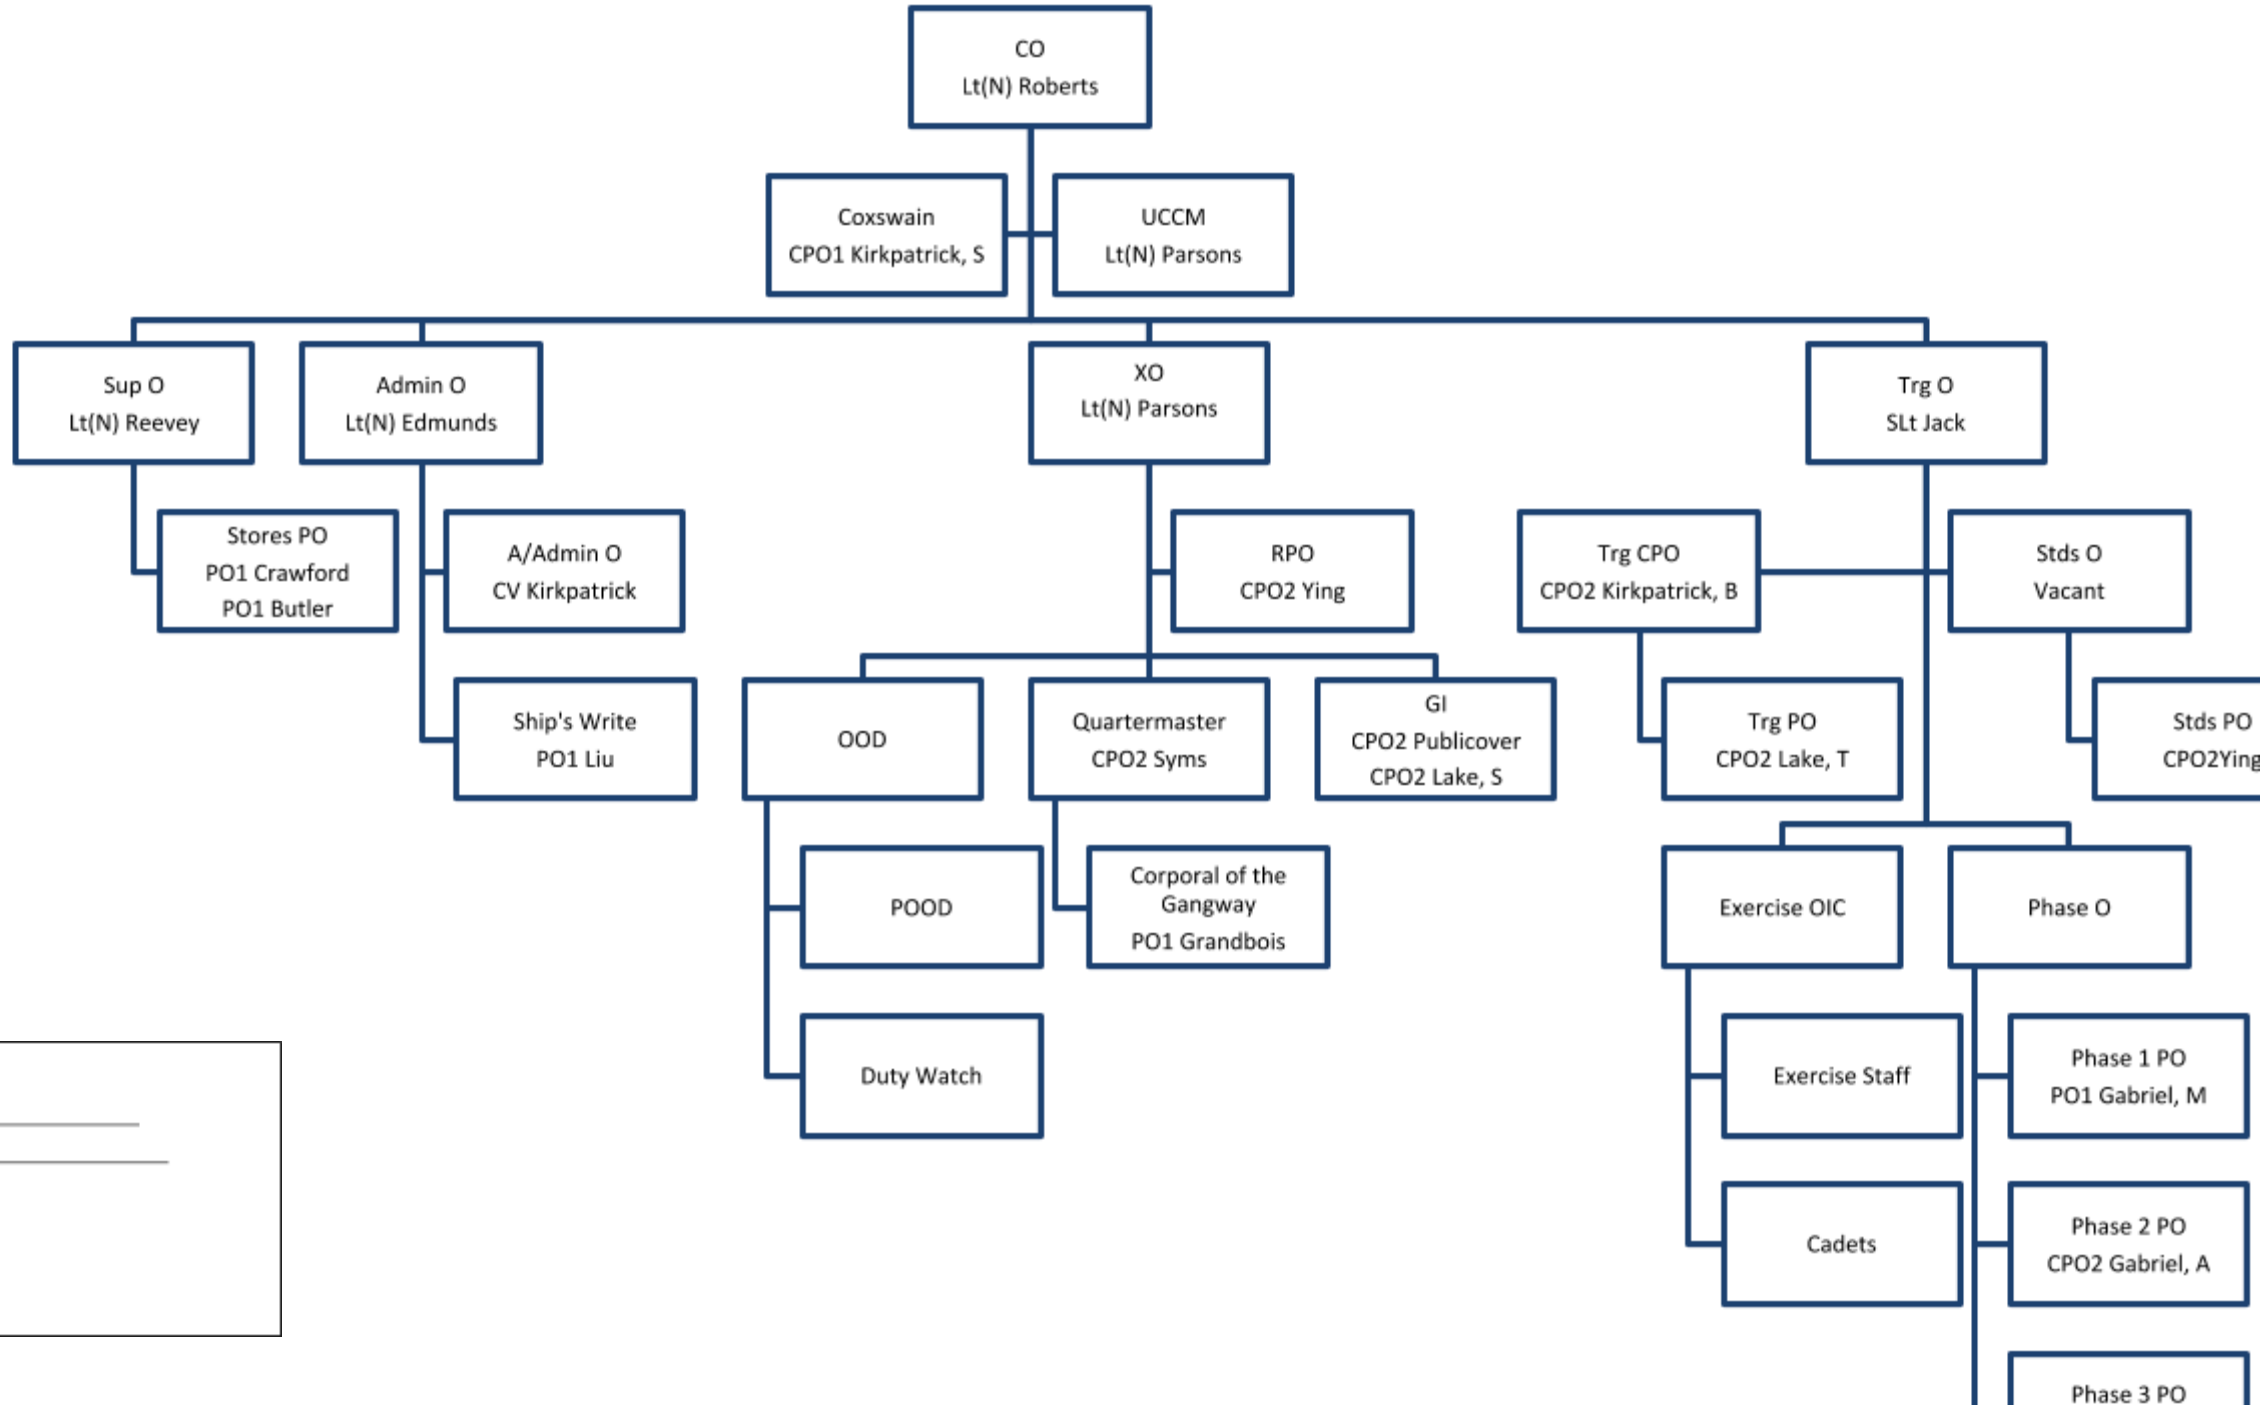 CO
Lt(N) Roberts
Coxswain
CPO1 Kirkpatrick, S
UCCM
Lt(N) Parsons
Sup O
Lt(N) Reevey
Admin O
Lt(N) Edmunds
XO
Lt(N) Parsons
Trg O
SLt Jack
Stores PO
PO1 Crawford
PO1 Butler
A/Admin O
CV Kirkpatrick
RPO
CPO2 Ying
Trg CPO
CPO2 Kirkpatrick, B
Stds O
Vacant
Ship's Write
PO1 Liu
OOD
Quartermaster
CPO2 Syms
GI
CPO2 Publicover
CPO2 Lake, S
Trg PO
CPO2 Lake, T
Stds PO
CPO2Ying
POOD
Corporal of the
Gangway
PO1 Grandbois
Exercise OIC
Phase O
Duty Watch
Exercise Staff
Phase 1 PO
PO1 Gabriel, M
Cadets
Phase 2 PO
CPO2 Gabriel, A
Phase 3 PO